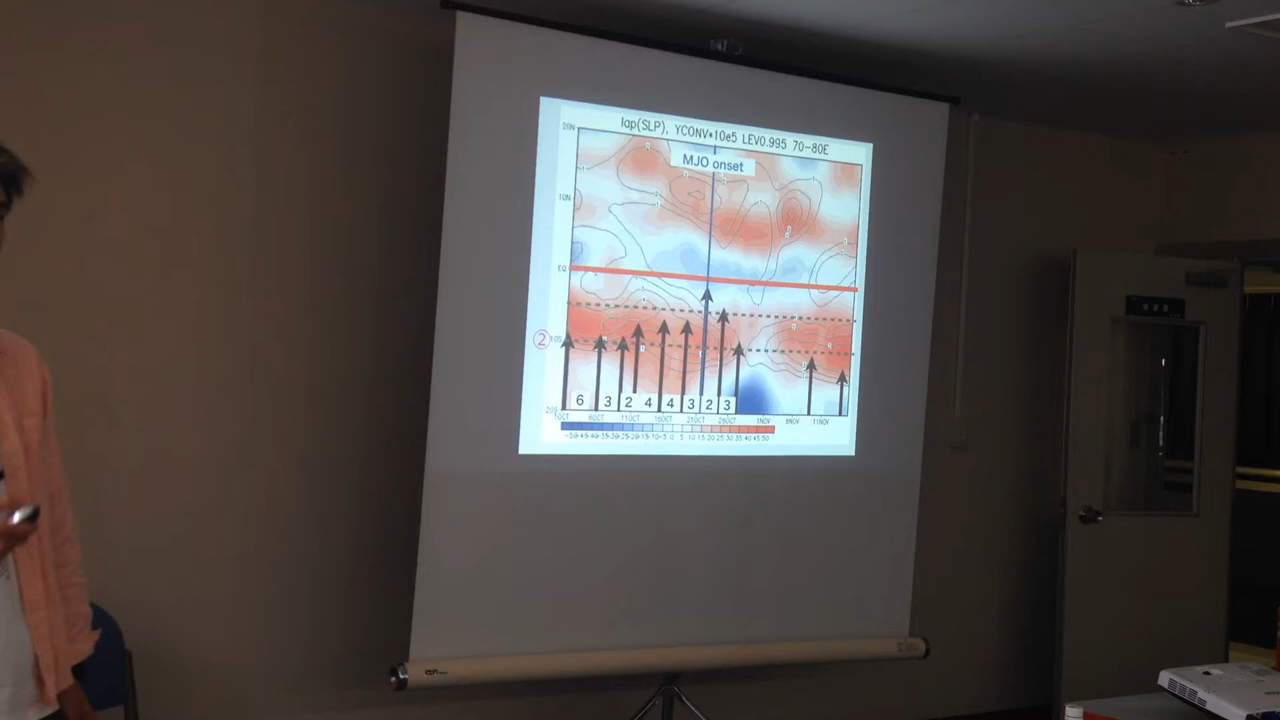 lap(SLP), YCONV*10e5 LEV0.995 70-80E
MJO onset
20N
10N
EQ
②
20S
6 3 2 4 4 3 2 3
6OCT 11OCT 16OCT 21OCT 26OCT 1NOV 6NOV 11NOV
-50-45-40-35-30-25-20-15-10-5 0 5 10 15 20 25 30 35 40 45 50